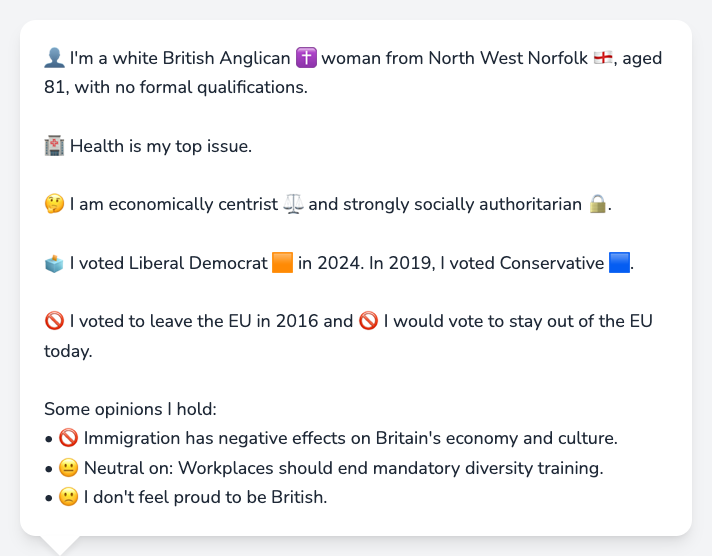 👤 I'm a white British Anglican ✝️ woman from North West Norfolk 🏴󠁧󠁢󠁥󠁮󠁧󠁿, aged
81, with no formal qualifications.
🏥 Health is my top issue.
🤔 I am economically centrist ⚖️ and strongly socially authoritarian 🔒.
🗳️ I voted Liberal Democrat 🟧 in 2024. In 2019, I voted Conservative 🟦.
🚫 I voted to leave the EU in 2016 and 🚫 I would vote to stay out of the EU
today.
Some opinions I hold:
• 🚫 Immigration has negative effects on Britain's economy and culture.
• 😐 Neutral on: Workplaces should end mandatory diversity training.
• 🙁 I don't feel proud to be British.